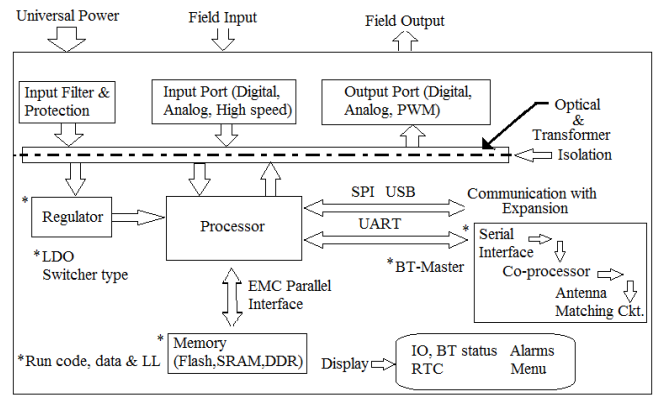 Universal Power
Field Input
Field Output
Input Filter &
Protection
Input Port (Digital,
Analog, High speed)
Output Port (Digital,
Analog, PWM)
Optical
&
Transformer
Isolation
*
Regulator
*LDO
Switcher type
Processor
SPI USB
UART
Communication with
Expansion
*
*BT-Master
Serial
Interface
Co-processor
Antenna
Matching Ckt.
EMC Parallel
Interface
*
Memory
(Flash,SRAM,DDR)
*Run code, data & LL
Display
IO, BT status Alarms
RTC Menu